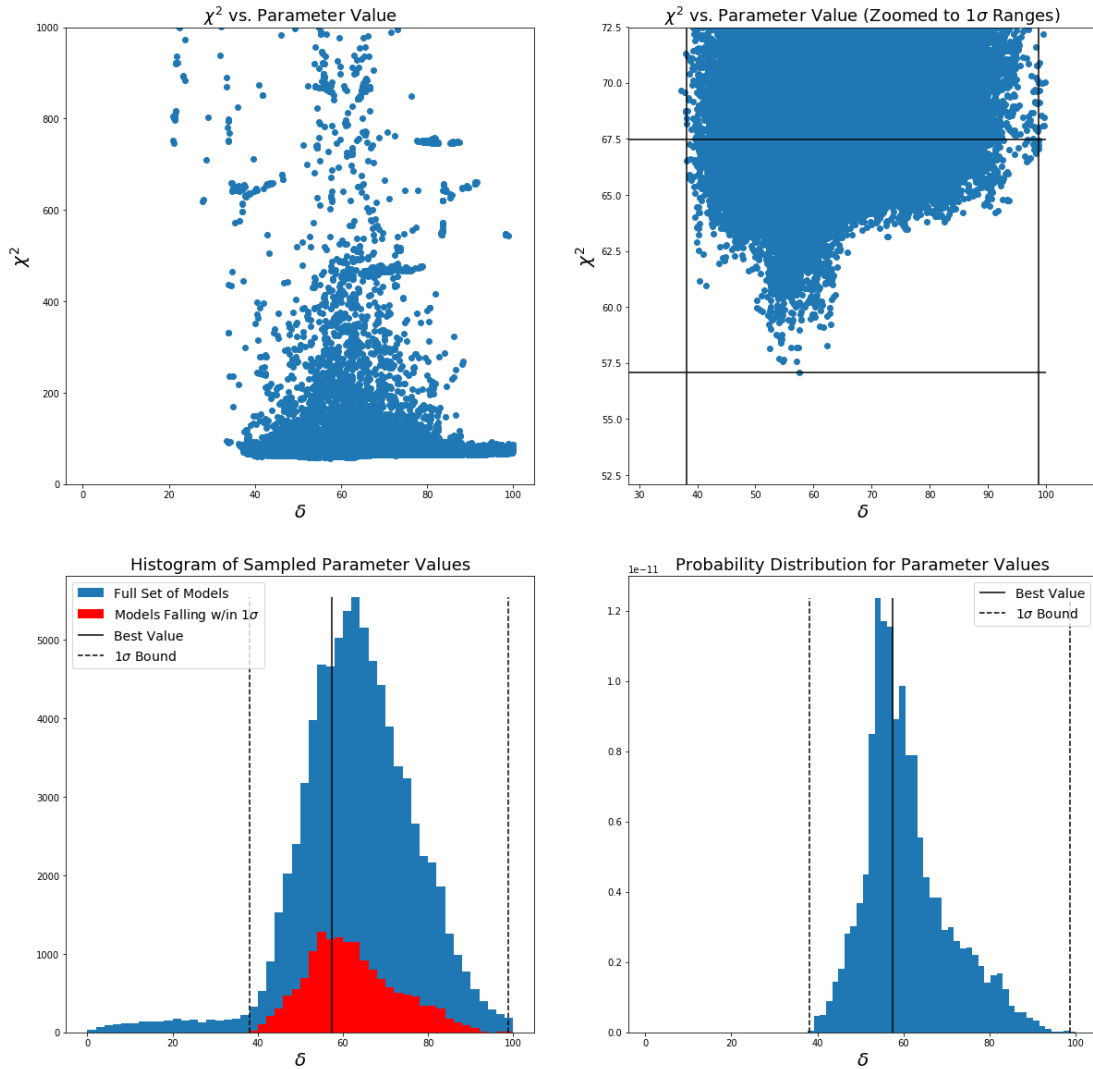 χ² vs. Parameter Value
1000
800
600
400
200
0
χ²
0 20 40 60 80 100
δ
χ² vs. Parameter Value (Zoomed to 1σ Ranges)
72.5
70.0
67.5
65.0
62.5
60.0
57.5
55.0
52.5
χ²
30 40 50 60 70 80 90 100
δ
Histogram of Sampled Parameter Values
Full Set of Models
Models Falling w/in 1σ
Best Value
1σ Bound
5000
4000
3000
2000
1000
0
0 20 40 60 80 100
δ
Probability Distribution for Parameter Values
1e−11
Best Value
1σ Bound
1.2
1.0
0.8
0.6
0.4
0.2
0.0
0 20 40 60 80 100
δ